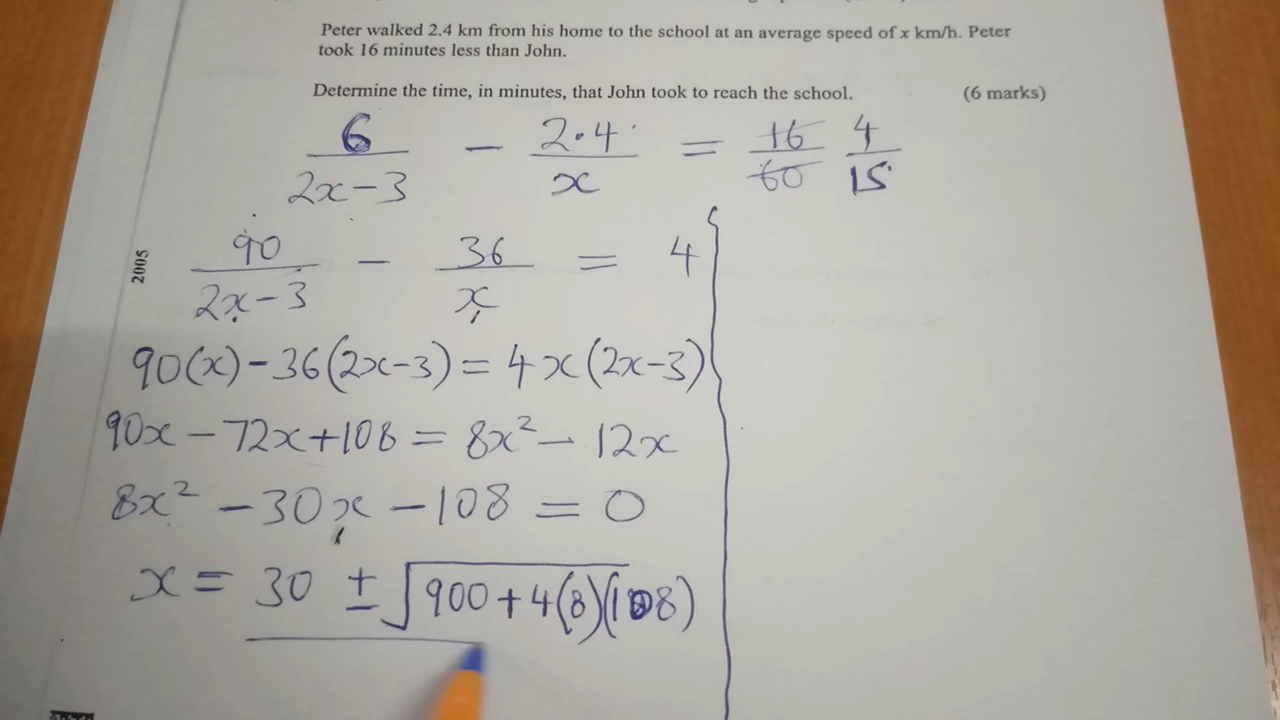 Peter walked 2.4 km from his home to the school at an average speed of x km/h. Peter
took 16 minutes less than John.
Determine the time, in minutes, that John took to reach the school. (6 marks)
6/(2x-3) - 2.4/x = 16/60 4/15
2005
90/(2x-3) - 36/x = 4
90(x)-36(2x-3)=4x(2x-3)
90x-72x+108=8x²-12x
8x²-30x-108=0
x=30±√900+4(8)(108)